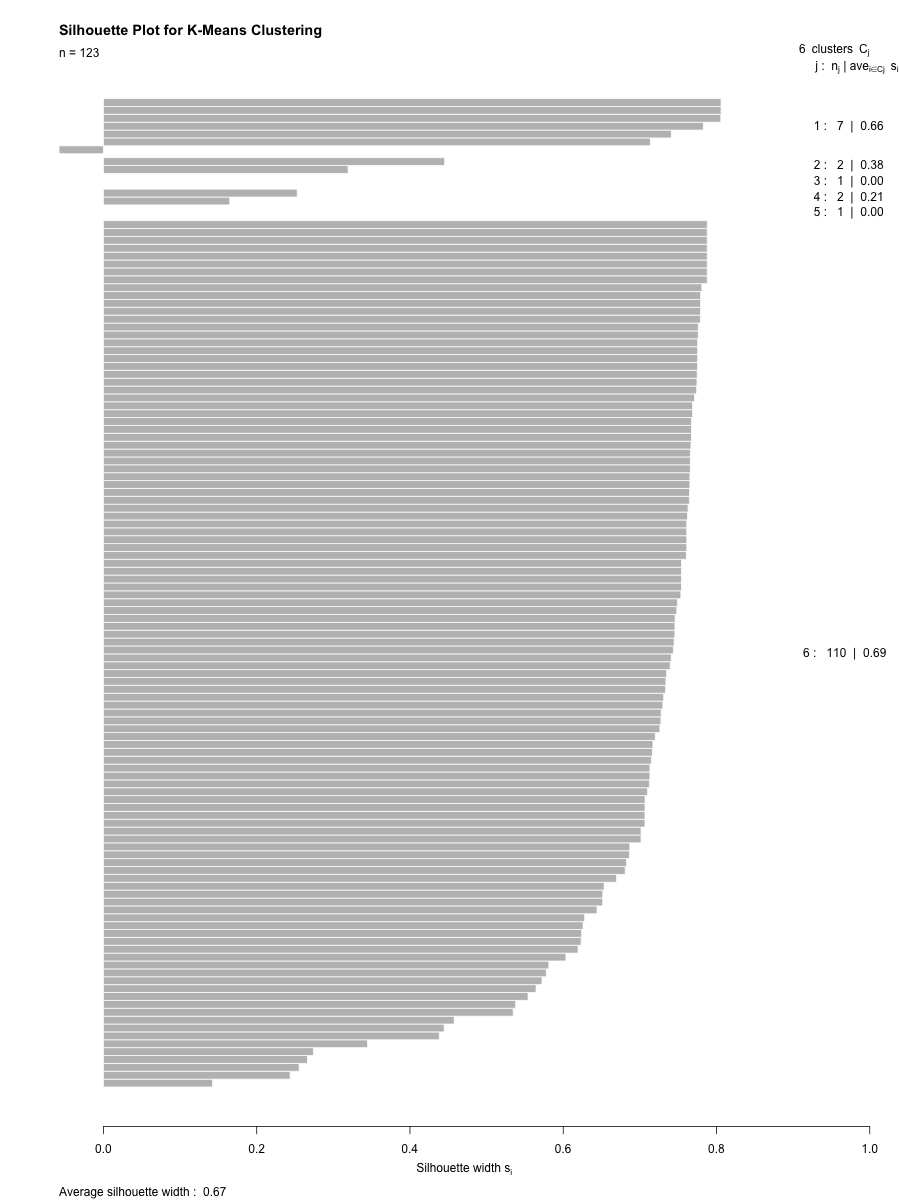 Silhouette Plot for K-Means Clustering
n = 123
6 clusters Cj
j : nj | avei∈Cj si
1 : 7 | 0.66
2 : 2 | 0.38
3 : 1 | 0.00
4 : 2 | 0.21
5 : 1 | 0.00
6 : 110 | 0.69
0.0 0.2 0.4 0.6 0.8 1.0
Silhouette width si
Average silhouette width : 0.67